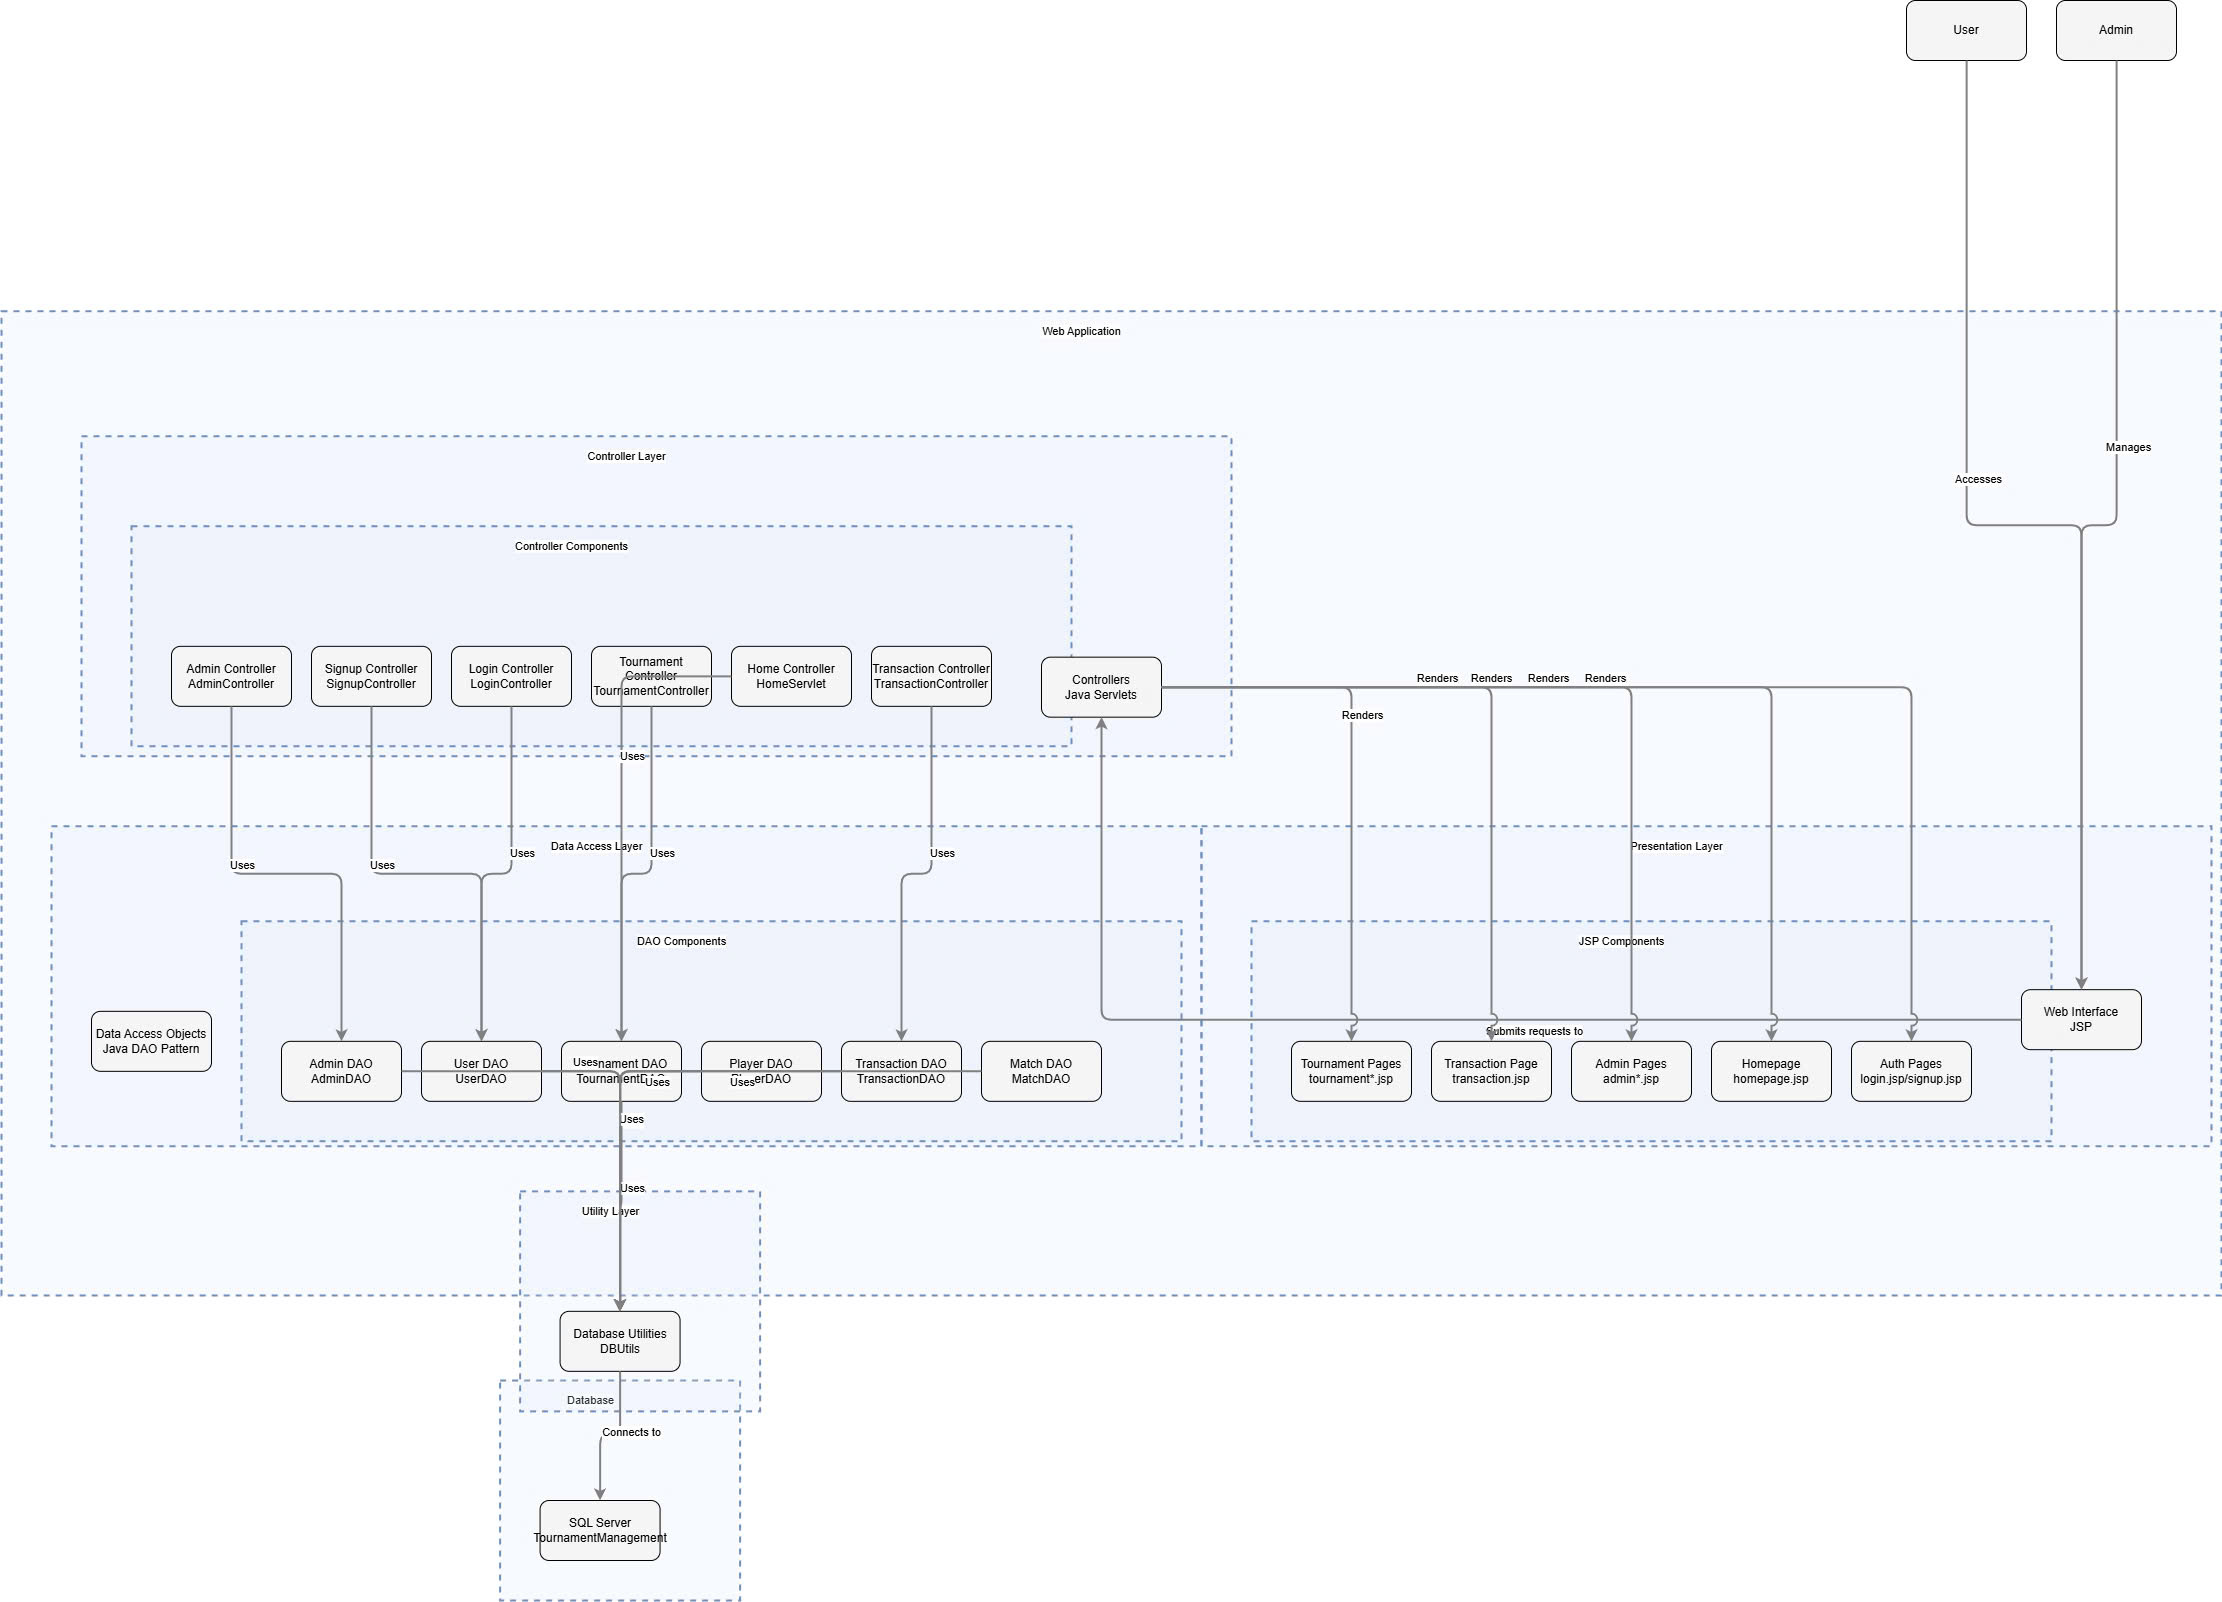 User
Admin
Web Application
Manages
Controller Layer
Accesses
Controller Components
Admin Controller
AdminController
Signup Controller
SignupController
Login Controller
LoginController
Tournament
Controller
TournamentController
Home Controller
HomeServlet
Transaction Controller
TransactionController
Controllers
Java Servlets
Renders
Renders
Renders
Renders
Renders
Uses
Data Access Layer
Presentation Layer
Uses
Uses
Uses
Uses
Uses
DAO Components
JSP Components
Data Access Objects
Java DAO Pattern
Web Interface
JSP
Submits requests to
Admin DAO
AdminDAO
User DAO
UserDAO
Uses
nament DAO
TournamentDAO
Uses
Player DAO
PlayerDAO
Uses
Transaction DAO
TransactionDAO
Match DAO
MatchDAO
Tournament Pages
tournament*.jsp
Transaction Page
transaction.jsp
Admin Pages
admin*.jsp
Homepage
homepage.jsp
Auth Pages
login.jsp/signup.jsp
Uses
Uses
Utility Layer
Database Utilities
DBUtils
Database
Connects to
SQL Server
TournamentManagement